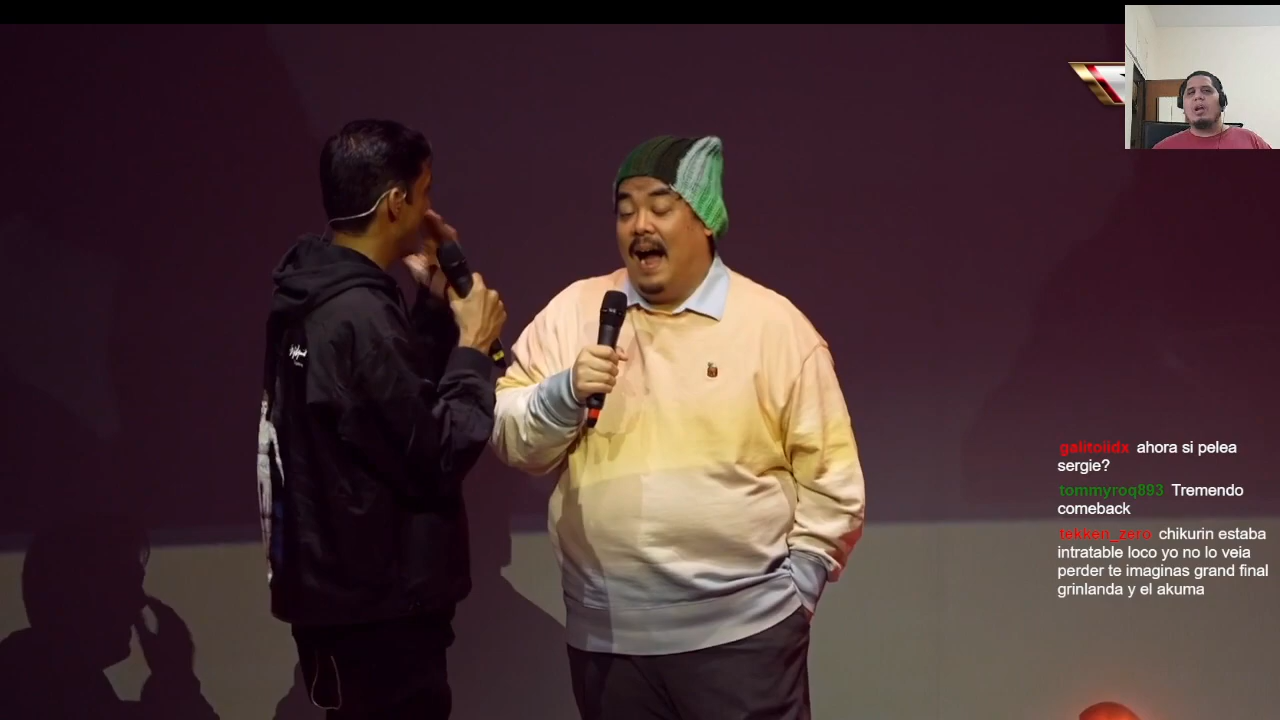 galitoiidx ahora si pelea
sergie?
tommyroq893 Tremendo
comeback
tekken_zero chikurin estaba
intratable loco yo no lo veia
perder te imaginas grand final
grinlanda y el akuma